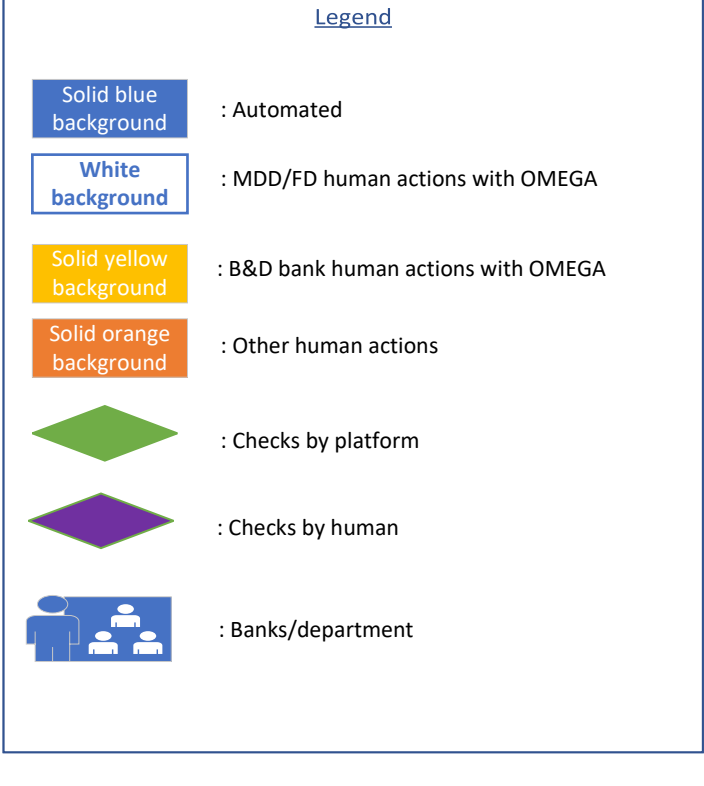 Legend
Solid blue
background
: Automated
White
background
: MDD/FD human actions with OMEGA
Solid yellow
background
: B&D bank human actions with OMEGA
Solid orange
background
: Other human actions
: Checks by platform
: Checks by human
: Banks/department